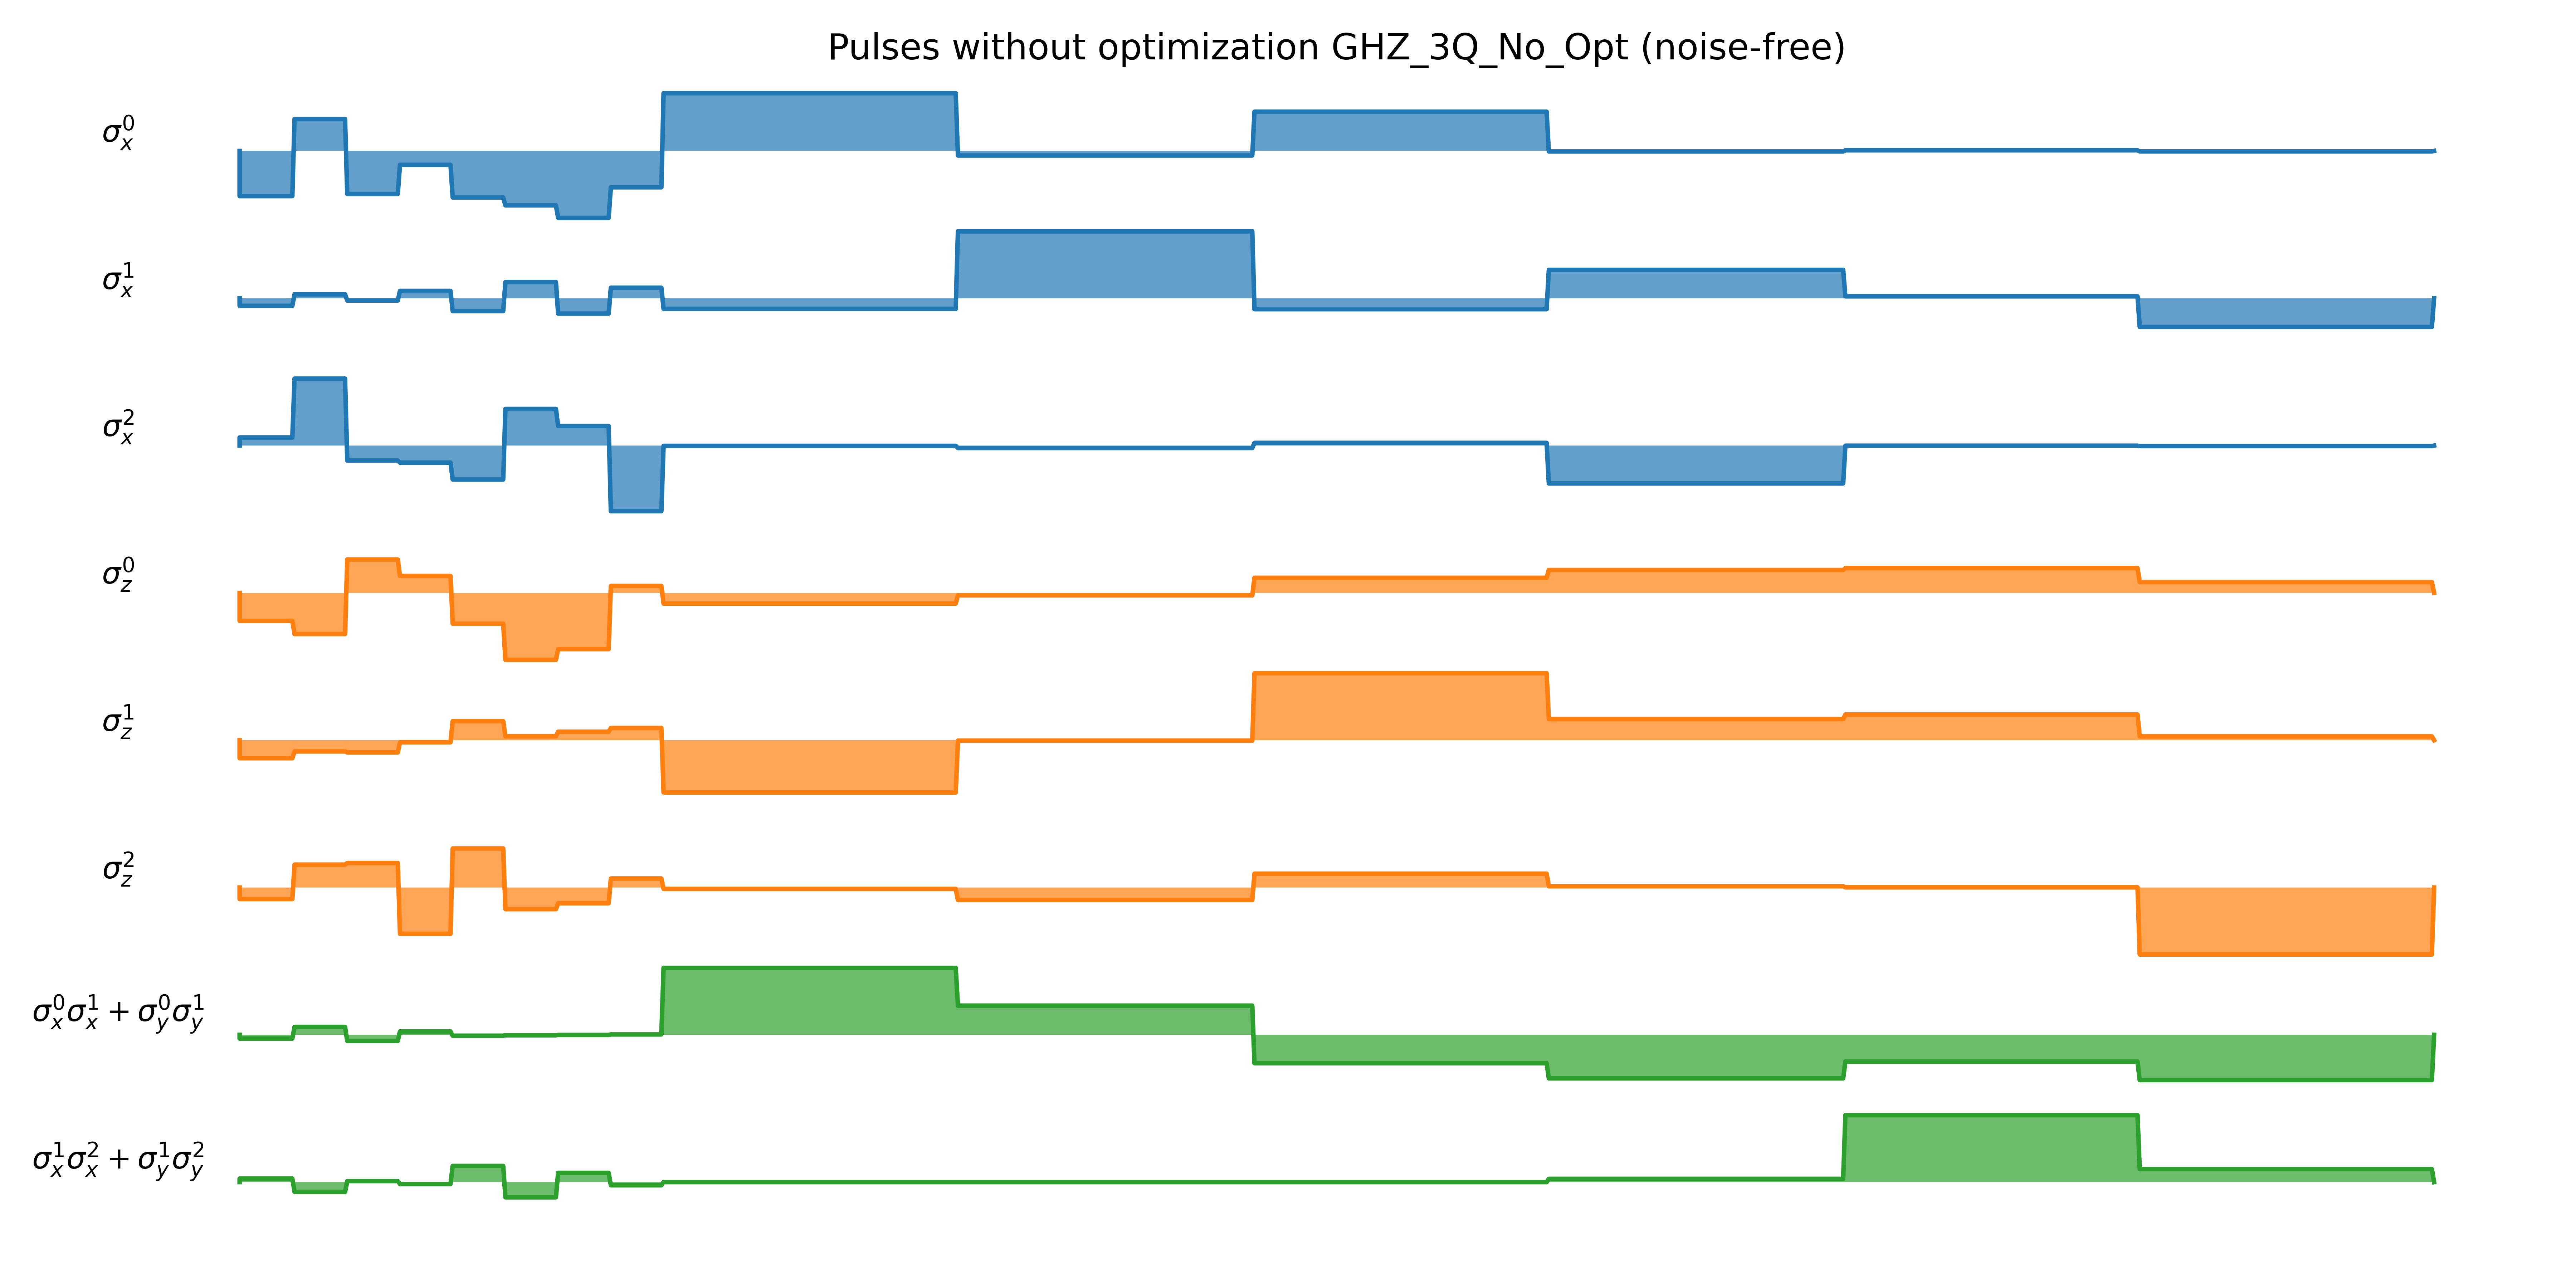 Pulses without optimization GHZ_3Q_No_Opt (noise-free)
σ_x^0
σ_x^1
σ_x^2
σ_z^0
σ_z^1
σ_z^2
σ_x^0σ_x^1 + σ_y^0σ_y^1
σ_x^1σ_x^2 + σ_y^1σ_y^2